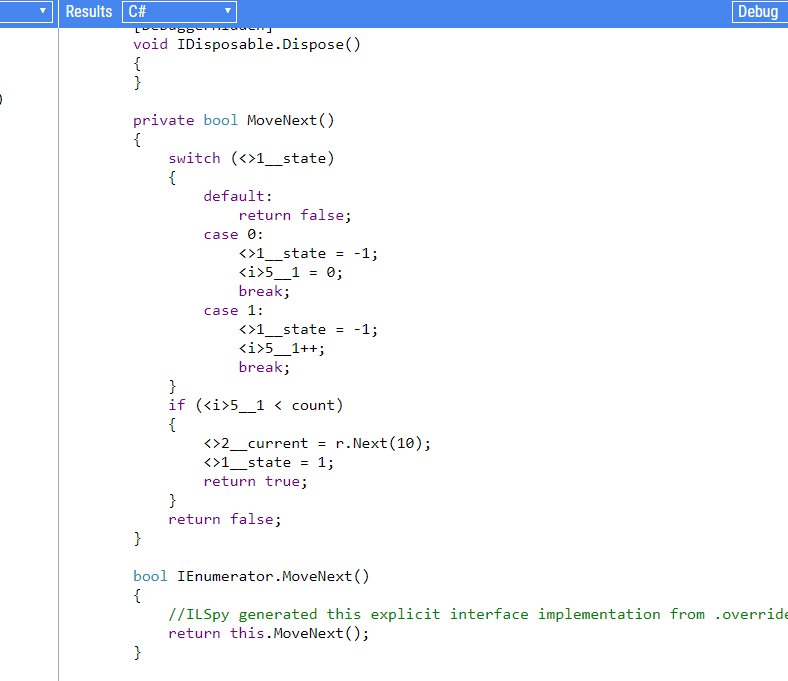 Results C# Debug
void IDisposable.Dispose()
{
}
)
private bool MoveNext()
{
    switch (<>1__state)
    {
        default:
            return false;
        case 0:
            <>1__state = -1;
            <i>5__1 = 0;
            break;
        case 1:
            <>1__state = -1;
            <i>5__1++;
            break;
    }
    if (<i>5__1 < count)
    {
        <>2__current = r.Next(10);
        <>1__state = 1;
        return true;
    }
    return false;
}
bool IEnumerator.MoveNext()
{
    //ILSpy generated this explicit interface implementation from .override
    return this.MoveNext();
}